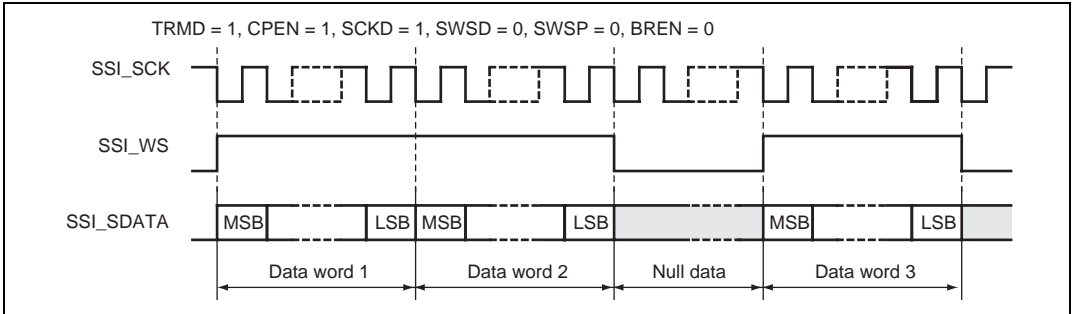 TRMD = 1, CPEN = 1, SCKD = 1, SWSD = 0, SWSP = 0, BREN = 0
SSI_SCK
SSI_WS
SSI_SDATA MSB LSB MSB LSB MSB LSB
Data word 1 Data word 2 Null data Data word 3